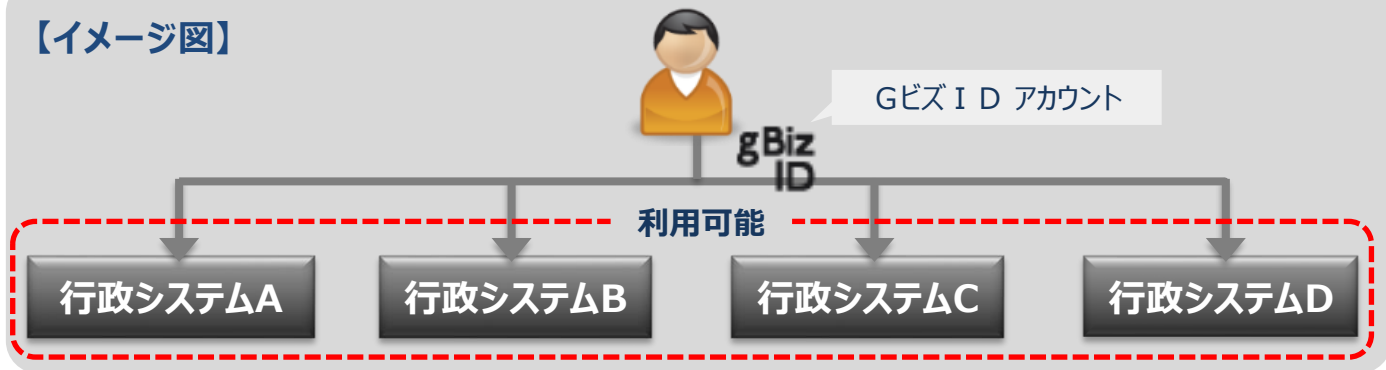 【イメージ図】
Gビズ I D アカウント
gBiz
ID
利用可能
行政システムA
行政システムB
行政システムC
行政システムD